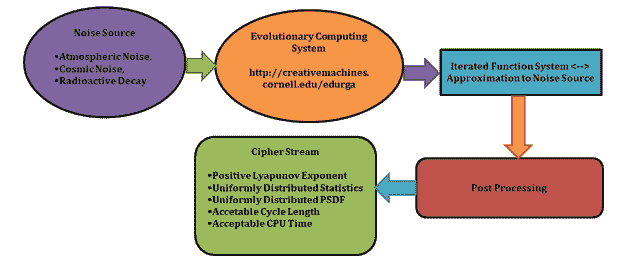 Noise Source
•Atmospheric Noise,
•Cosmic Noise,
•Radioactive Decay
Evolutionary Computing
System
http://creativemachines.
cornell.edu/edurga
Iterated Function System <-->
Approximation to Noise Source
Post Processing
Cipher Stream
•Positive Lyapunov Exponent
•Uniformly Distributed Statistics
•Uniformly Distributed PSDF
•Accetable Cycle Length
•Acceptable CPU Time